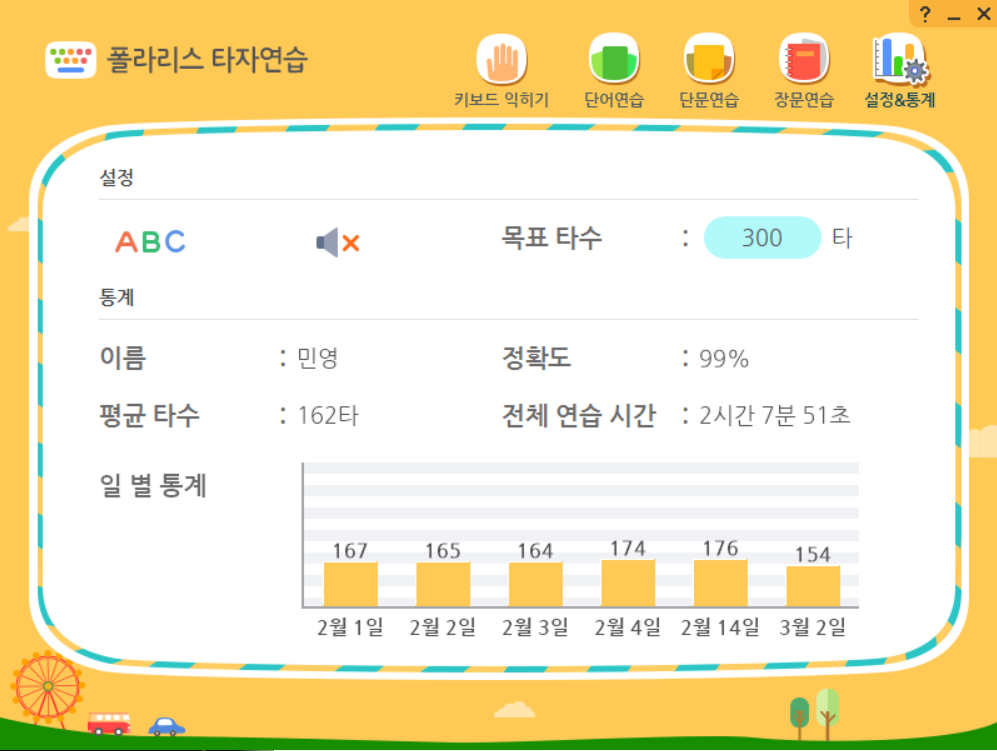 ? _ ×
폴라리스 타자연습
키보드 익히기 단어연습 단문연습 장문연습 설정&통계
설정
ABC 목표 타수 : 300 타
통계
이름 : 민영 정확도 : 99%
평균 타수 : 162타 전체 연습 시간 : 2시간 7분 51초
일 별 통계
167 165 164 174 176 154
2월 1일 2월 2일 2월 3일 2월 4일 2월 14일 3월 2일